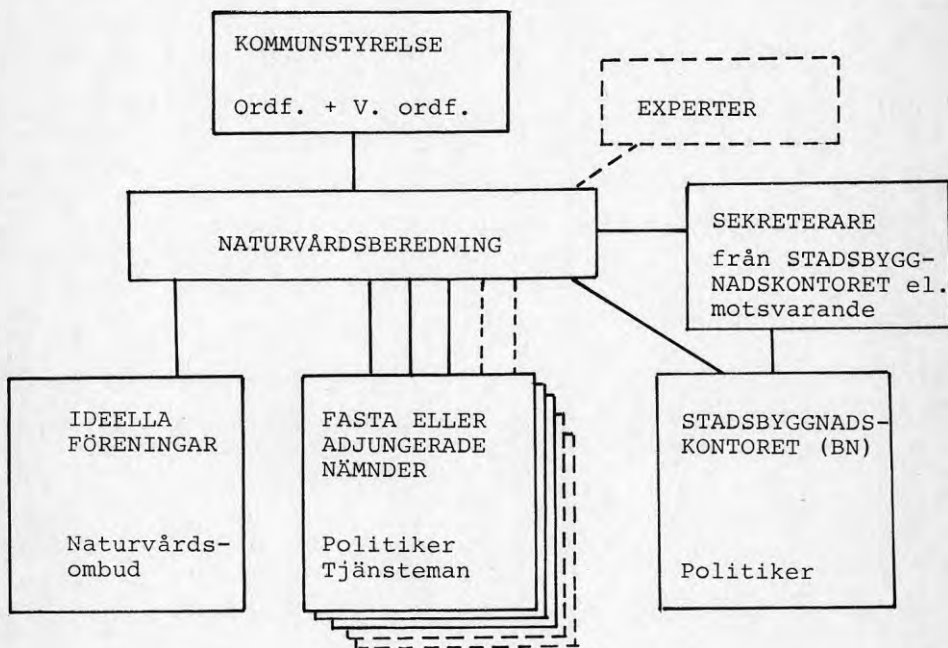 KOMMUNSTYRELSE
Ordf. + V. ordf.
EXPERTER
NATURVÅRDSBEREDNING
SEKRETERARE
från STADSBYGG-
NADSKONTORET el.
motsvarande
IDEELLA
FÖRENINGAR
Naturvårds-
ombud
FASTA ELLER
ADJUNGERADE
NÄMNDER
Politiker
Tjänsteman
STADSBYGGNADS-
KONTORET (BN)
Politiker